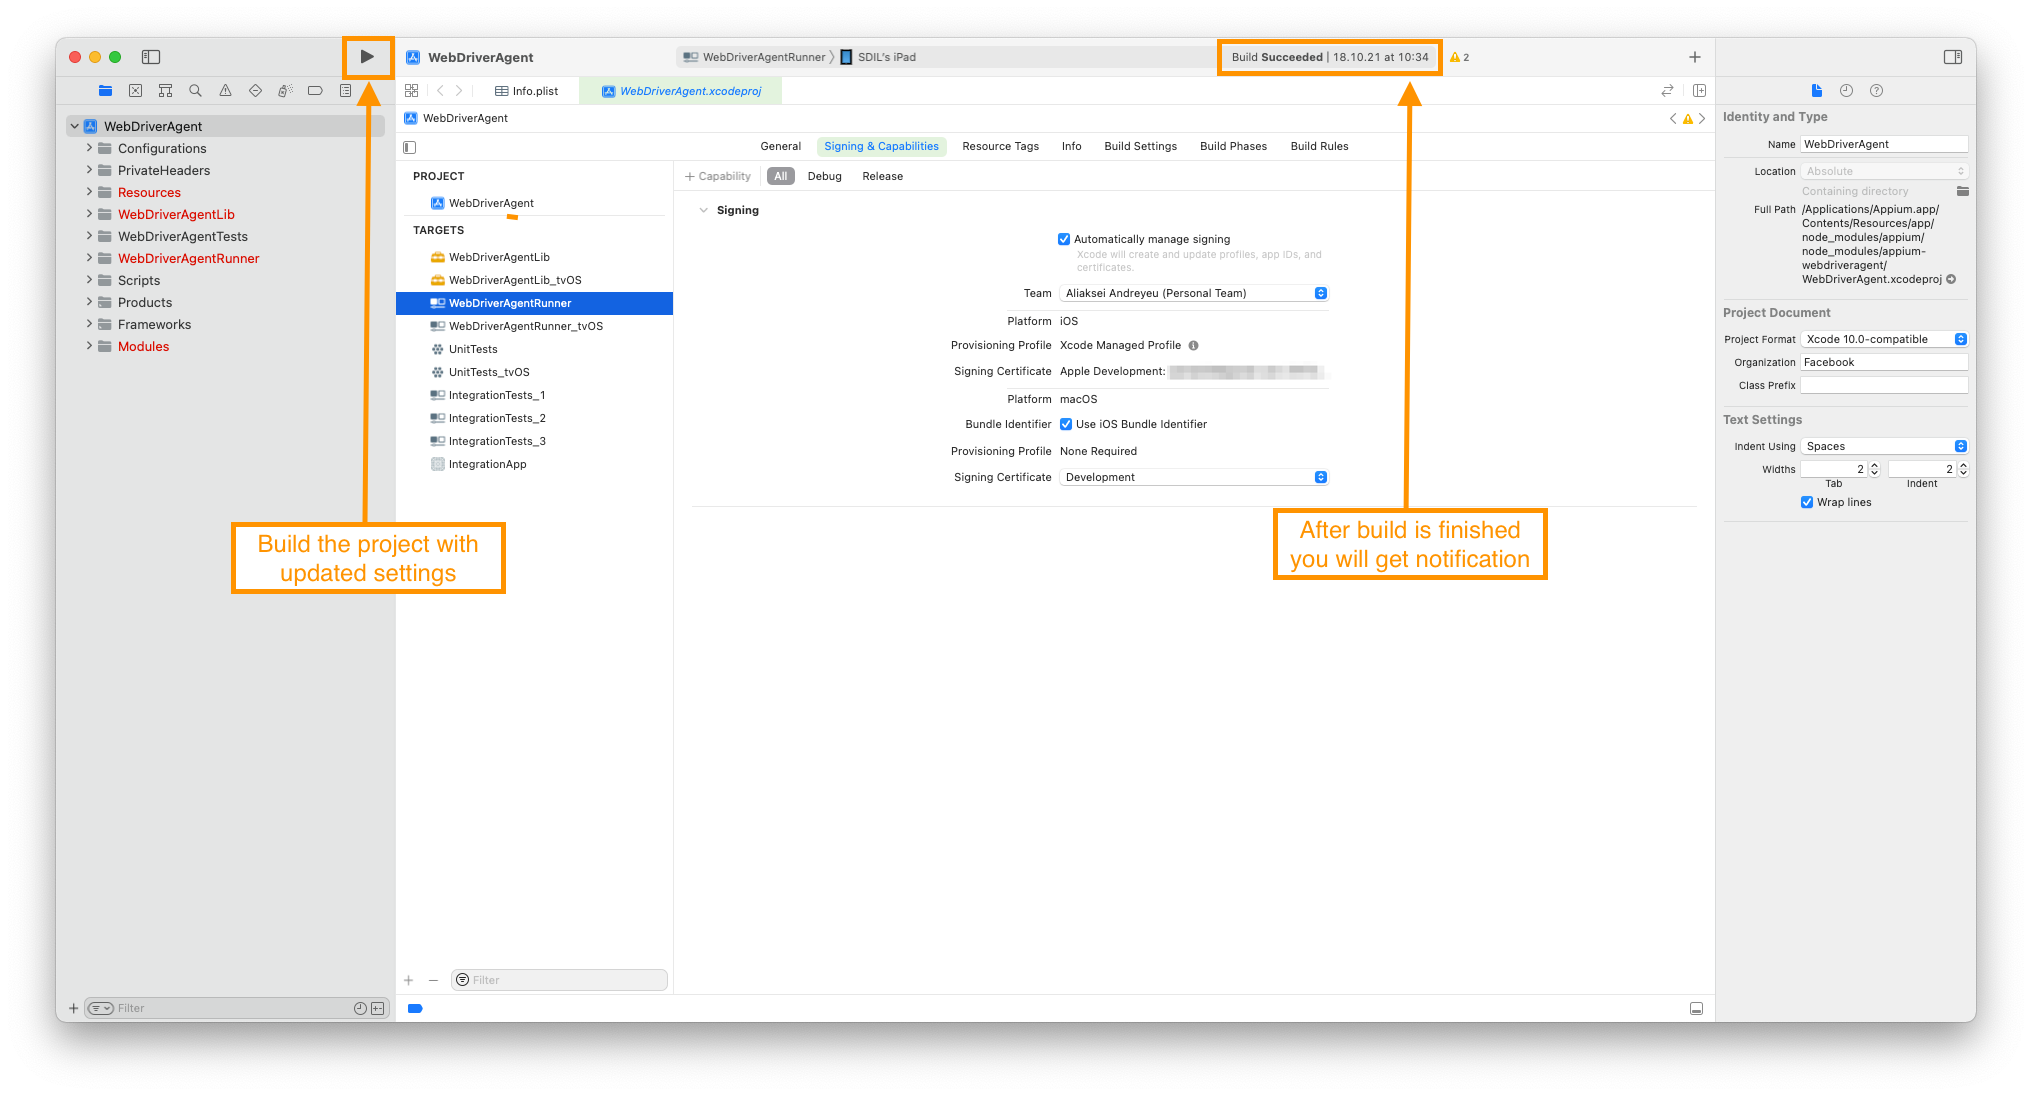 WebDriverAgent
WebDriverAgentRunner
SDIL's iPad
Build Succeeded | 18.10.21 at 10:34
2
Info.plist
WebDriverAgent.xcodeproj
WebDriverAgent
Configurations
PrivateHeaders
Resources
WebDriverAgentLib
WebDriverAgentTests
WebDriverAgentRunner
Scripts
Products
Frameworks
Modules
Build the project with
updated settings
Filter
WebDriverAgent
General
Signing & Capabilities
Resource Tags
Info
Build Settings
Build Phases
Build Rules
PROJECT
WebDriverAgent
TARGETS
WebDriverAgentLib
WebDriverAgentLib_tvOS
WebDriverAgentRunner
WebDriverAgentRunner_tvOS
UnitTests
UnitTests_tvOS
IntegrationTests_1
IntegrationTests_2
IntegrationTests_3
IntegrationApp
Filter
+ Capability
All
Debug
Release
Signing
Automatically manage signing
Xcode will create and update profiles, app IDs, and
certificates.
Team Aliaksei Andreyeu (Personal Team)
Platform iOS
Provisioning Profile Xcode Managed Profile
Signing Certificate Apple Development:
Platform macOS
Bundle Identifier Use iOS Bundle Identifier
Provisioning Profile None Required
Signing Certificate Development
After build is finished
you will get notification
Identity and Type
Name WebDriverAgent
Location Absolute
Containing directory
Full Path /Applications/Appium.app/
Contents/Resources/app/
node_modules/appium/
node_modules/appium-
webdriveragent/
WebDriverAgent.xcodeproj
Project Document
Project Format Xcode 10.0-compatible
Organization Facebook
Class Prefix
Text Settings
Indent Using Spaces
Widths 2 2
Tab Indent
Wrap lines